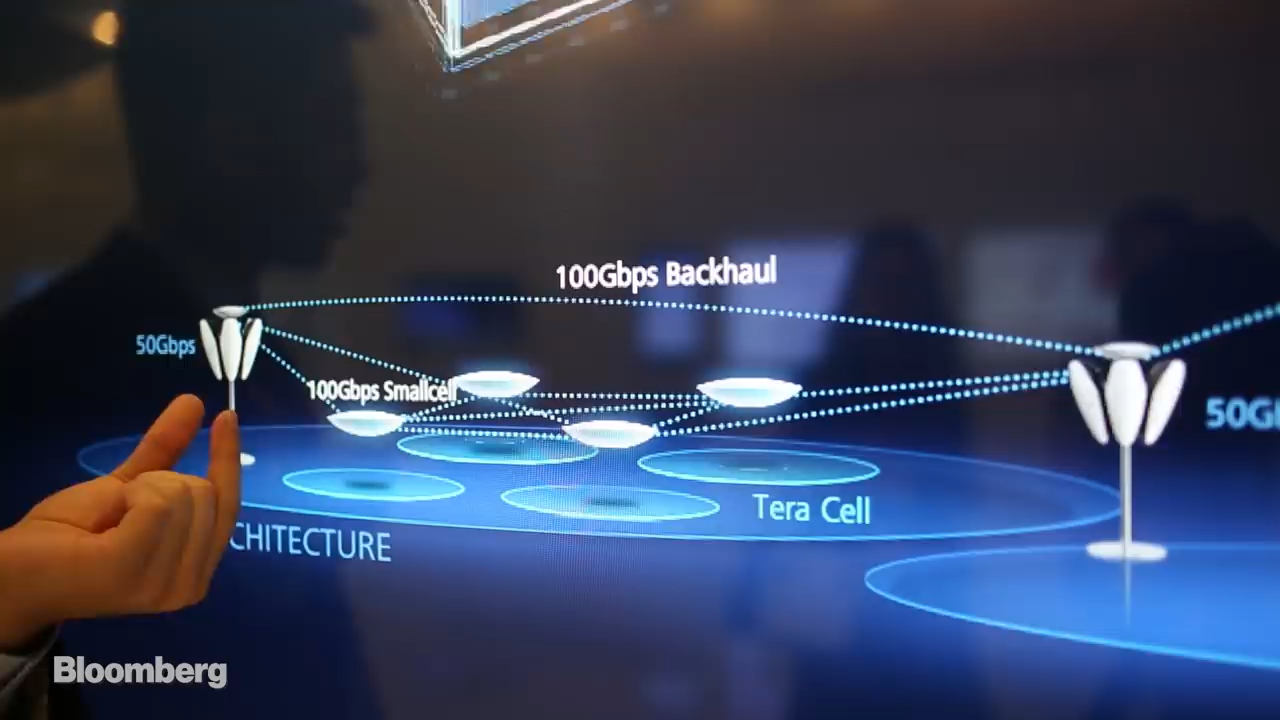 100Gbps Backhaul
50Gbps
100Gbps Smallcell
Tera Cell
CHITECTURE
Bloomberg